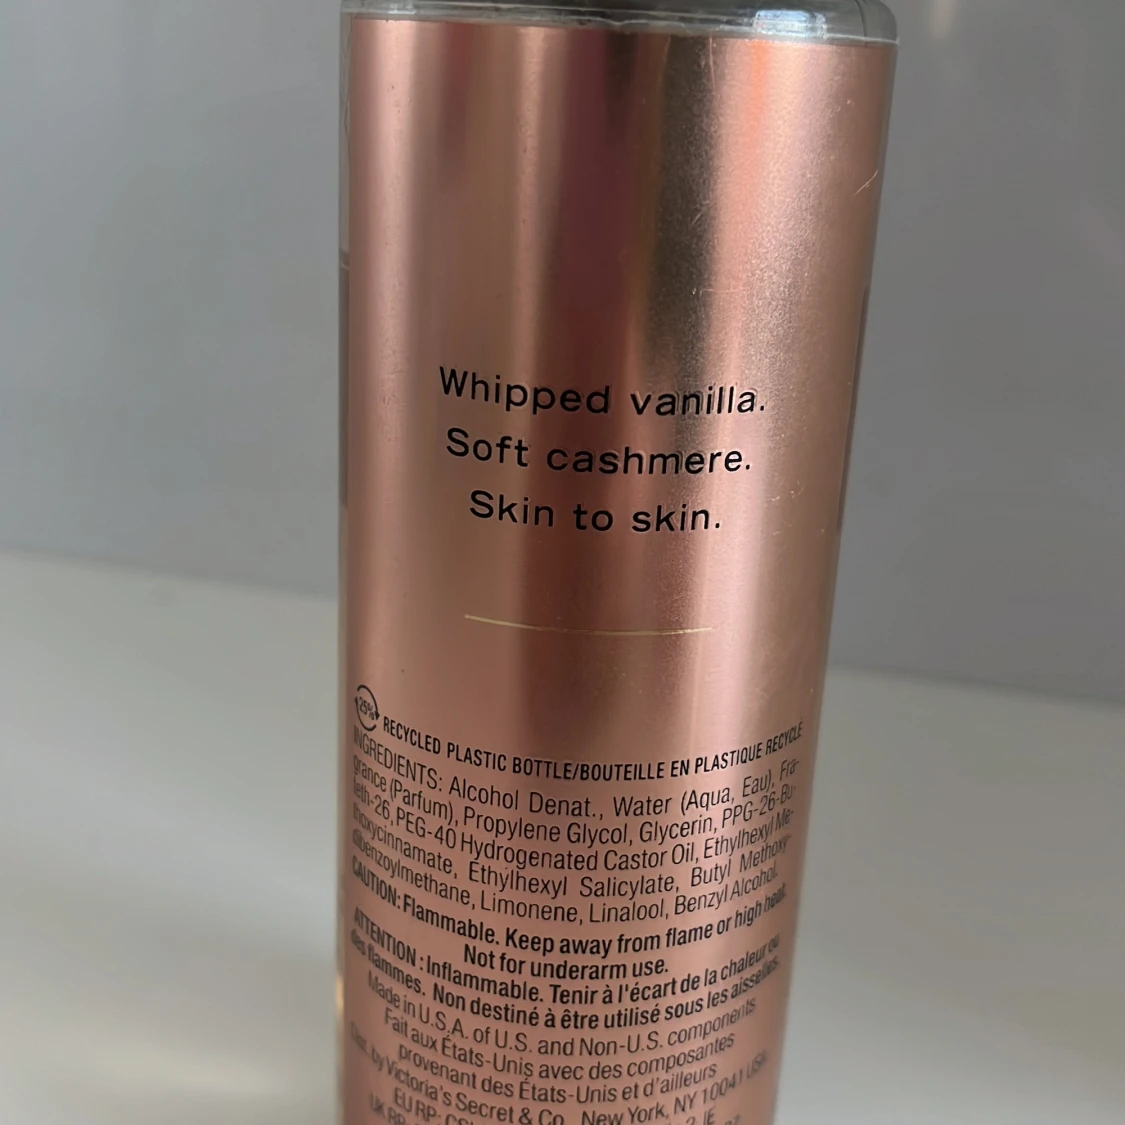 Whipped vanilla.
Soft cashmere.
Skin to skin.
25%
RECYCLED PLASTIC BOTTLE/BOUTEILLE EN PLASTIQUE RECYCLÉ
INGREDIENTS: Alcohol Denat., Water (Aqua, Eau), Fra-
grance (Parfum), Propylene Glycol, Glycerin, PPG-26-Bu-
teth-26, PEG-40 Hydrogenated Castor Oil, Ethylhexyl Me-
thoxycinnamate, Ethylhexyl Salicylate, Butyl Methoxy-
dibenzoylmethane, Limonene, Linalool, Benzyl Alcohol.
CAUTION: Flammable. Keep away from flame or high heat.
Not for underarm use.
ATTENTION : Inflammable. Tenir à l'écart de la chaleur ou
des flammes. Non destiné à être utilisé sous les aisselles.
Made in U.S.A. of U.S. and Non-U.S. components
Fait aux États-Unis avec des composantes
provenant des États-Unis et d'ailleurs
Dist. by Victoria's Secret & Co. New York, NY 10041 USA.
EU RP:
UK RP: